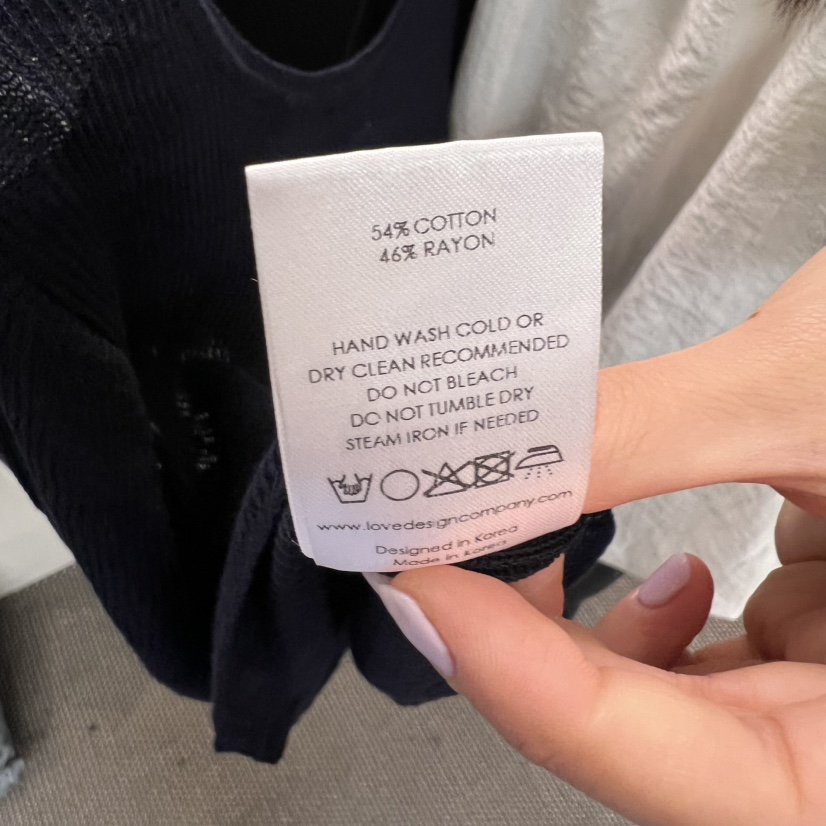 54% COTTON
46% RAYON
HAND WASH COLD OR
DRY CLEAN RECOMMENDED
DO NOT BLEACH
DO NOT TUMBLE DRY
STEAM IRON IF NEEDED
www.lovedesigncompany.com
Designed in Korea
Made in Korea